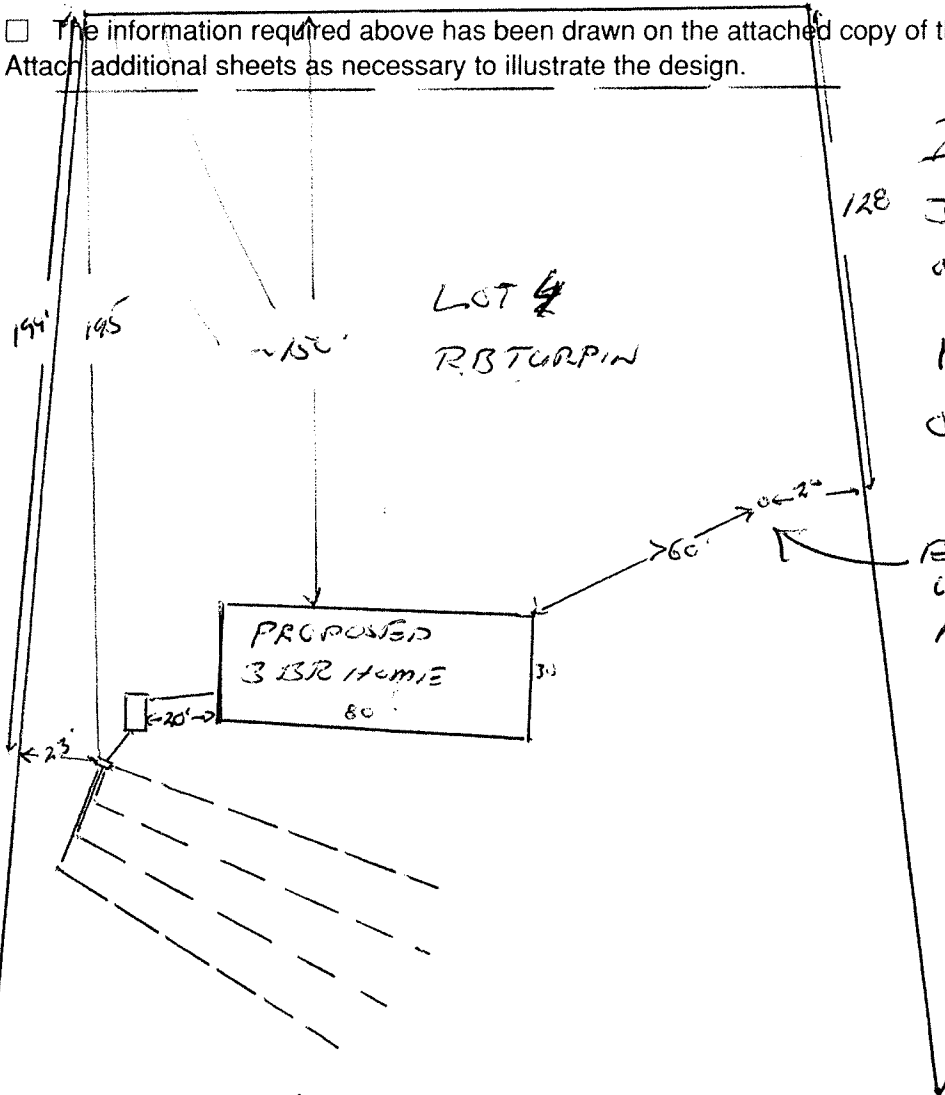 ☐ The information required above has been drawn on the attached copy of t
Attach additional sheets as necessary to illustrate the design.
128
LOT 4
194'
195'
~150'
RB TURPIN
2"
>60'
PROPOSED
3 BR HOME
30
80'
20'
23'